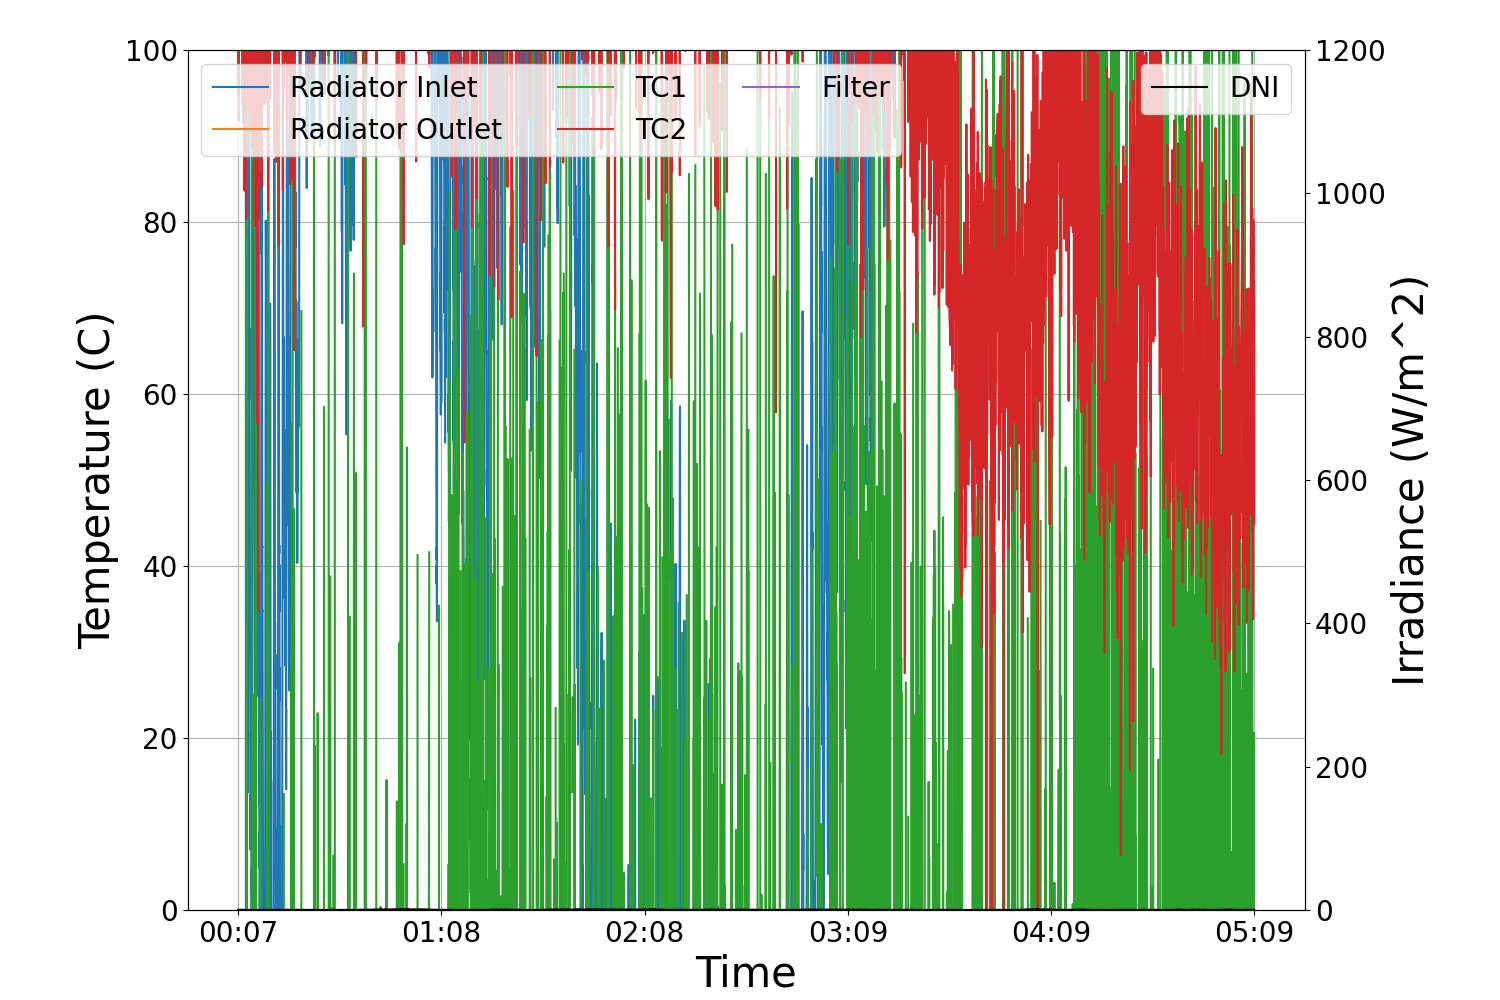 100
80
60
40
20
0
Temperature (C)
Radiator Inlet
Radiator Outlet
TC1
TC2
Filter
DNI
1200
1000
800
600
400
200
0
Irradiance (W/m^2)
00:07 01:08 02:08 03:09 04:09 05:09
Time